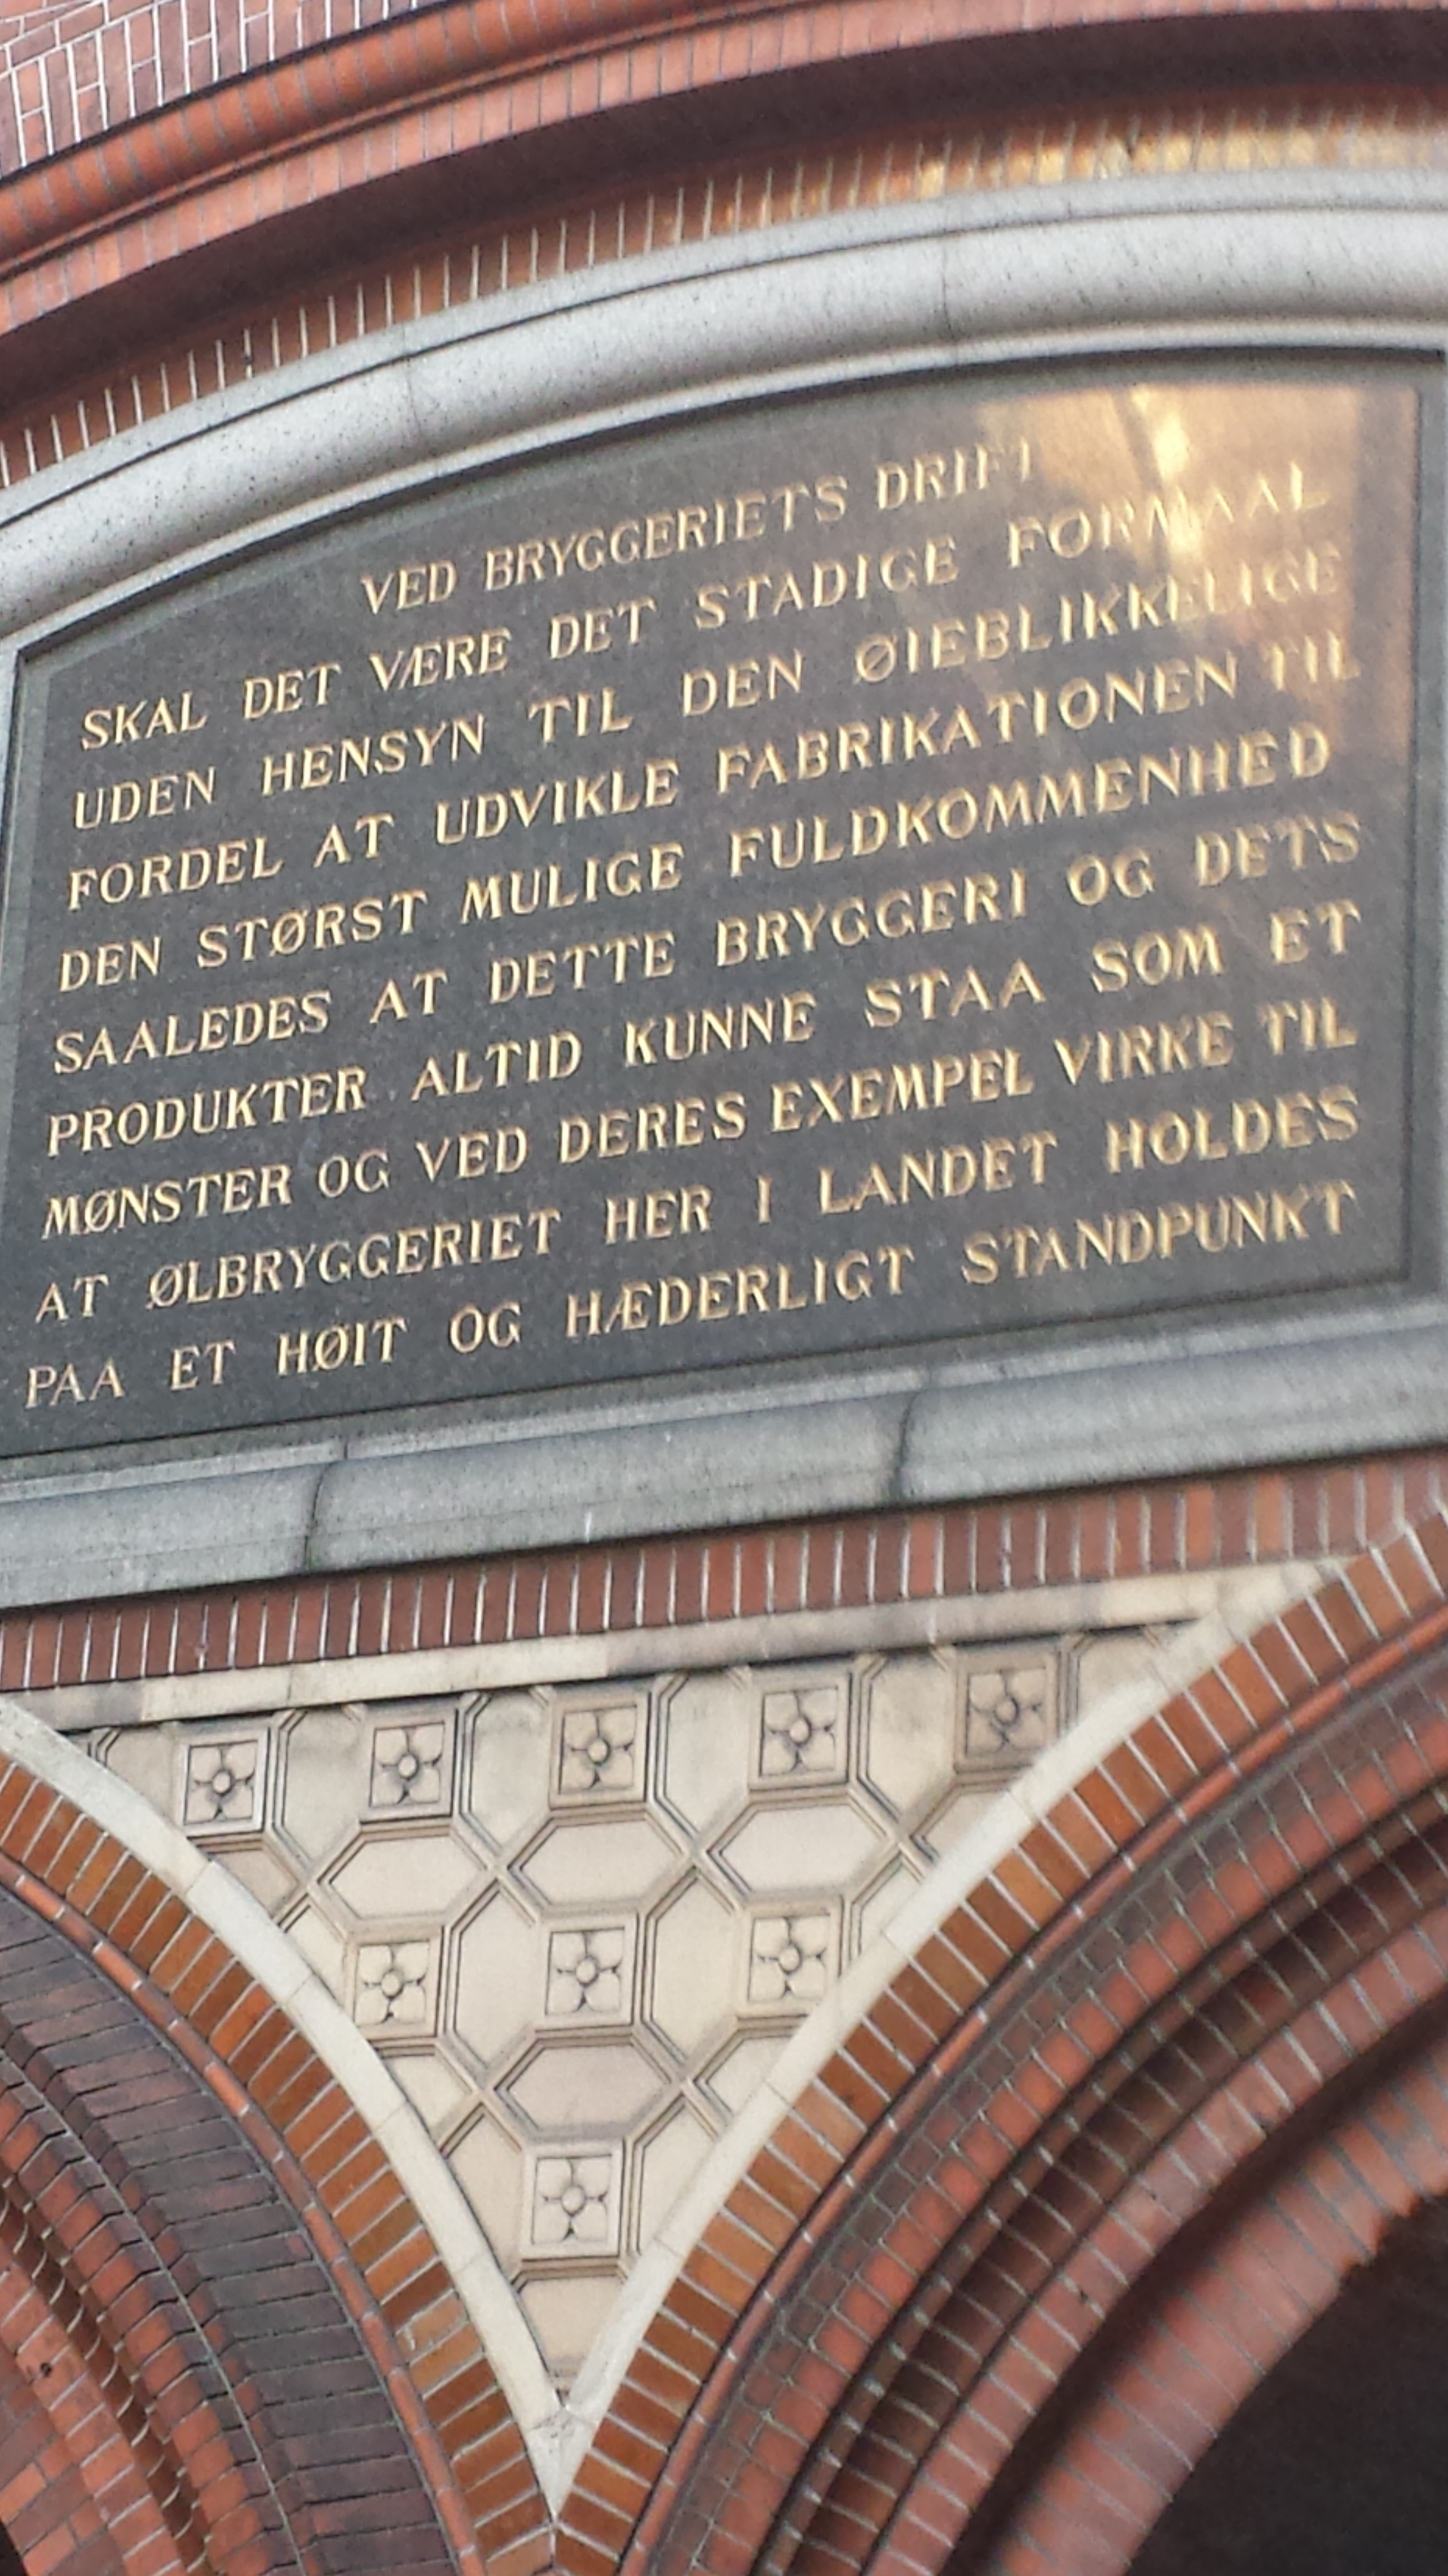 VED BRYGGERIETS DRIFT
SKAL DET VÆRE DET STADIGE FORMAAL
UDEN HENSYN TIL DEN ØIEBLIKKELIGE
FORDEL AT UDVIKLE FABRIKATIONEN TIL
DEN STØRST MULIGE FULDKOMMENHED
SAALEDES AT DETTE BRYGGERI OG DETS
PRODUKTER ALTID KUNNE STAA SOM ET
MØNSTER OG VED DERES EXEMPEL VIRKE TIL
AT ØLBRYGGERIET HER I LANDET HOLDES
PAA ET HØIT OG HÆDERLIGT STANDPUNKT